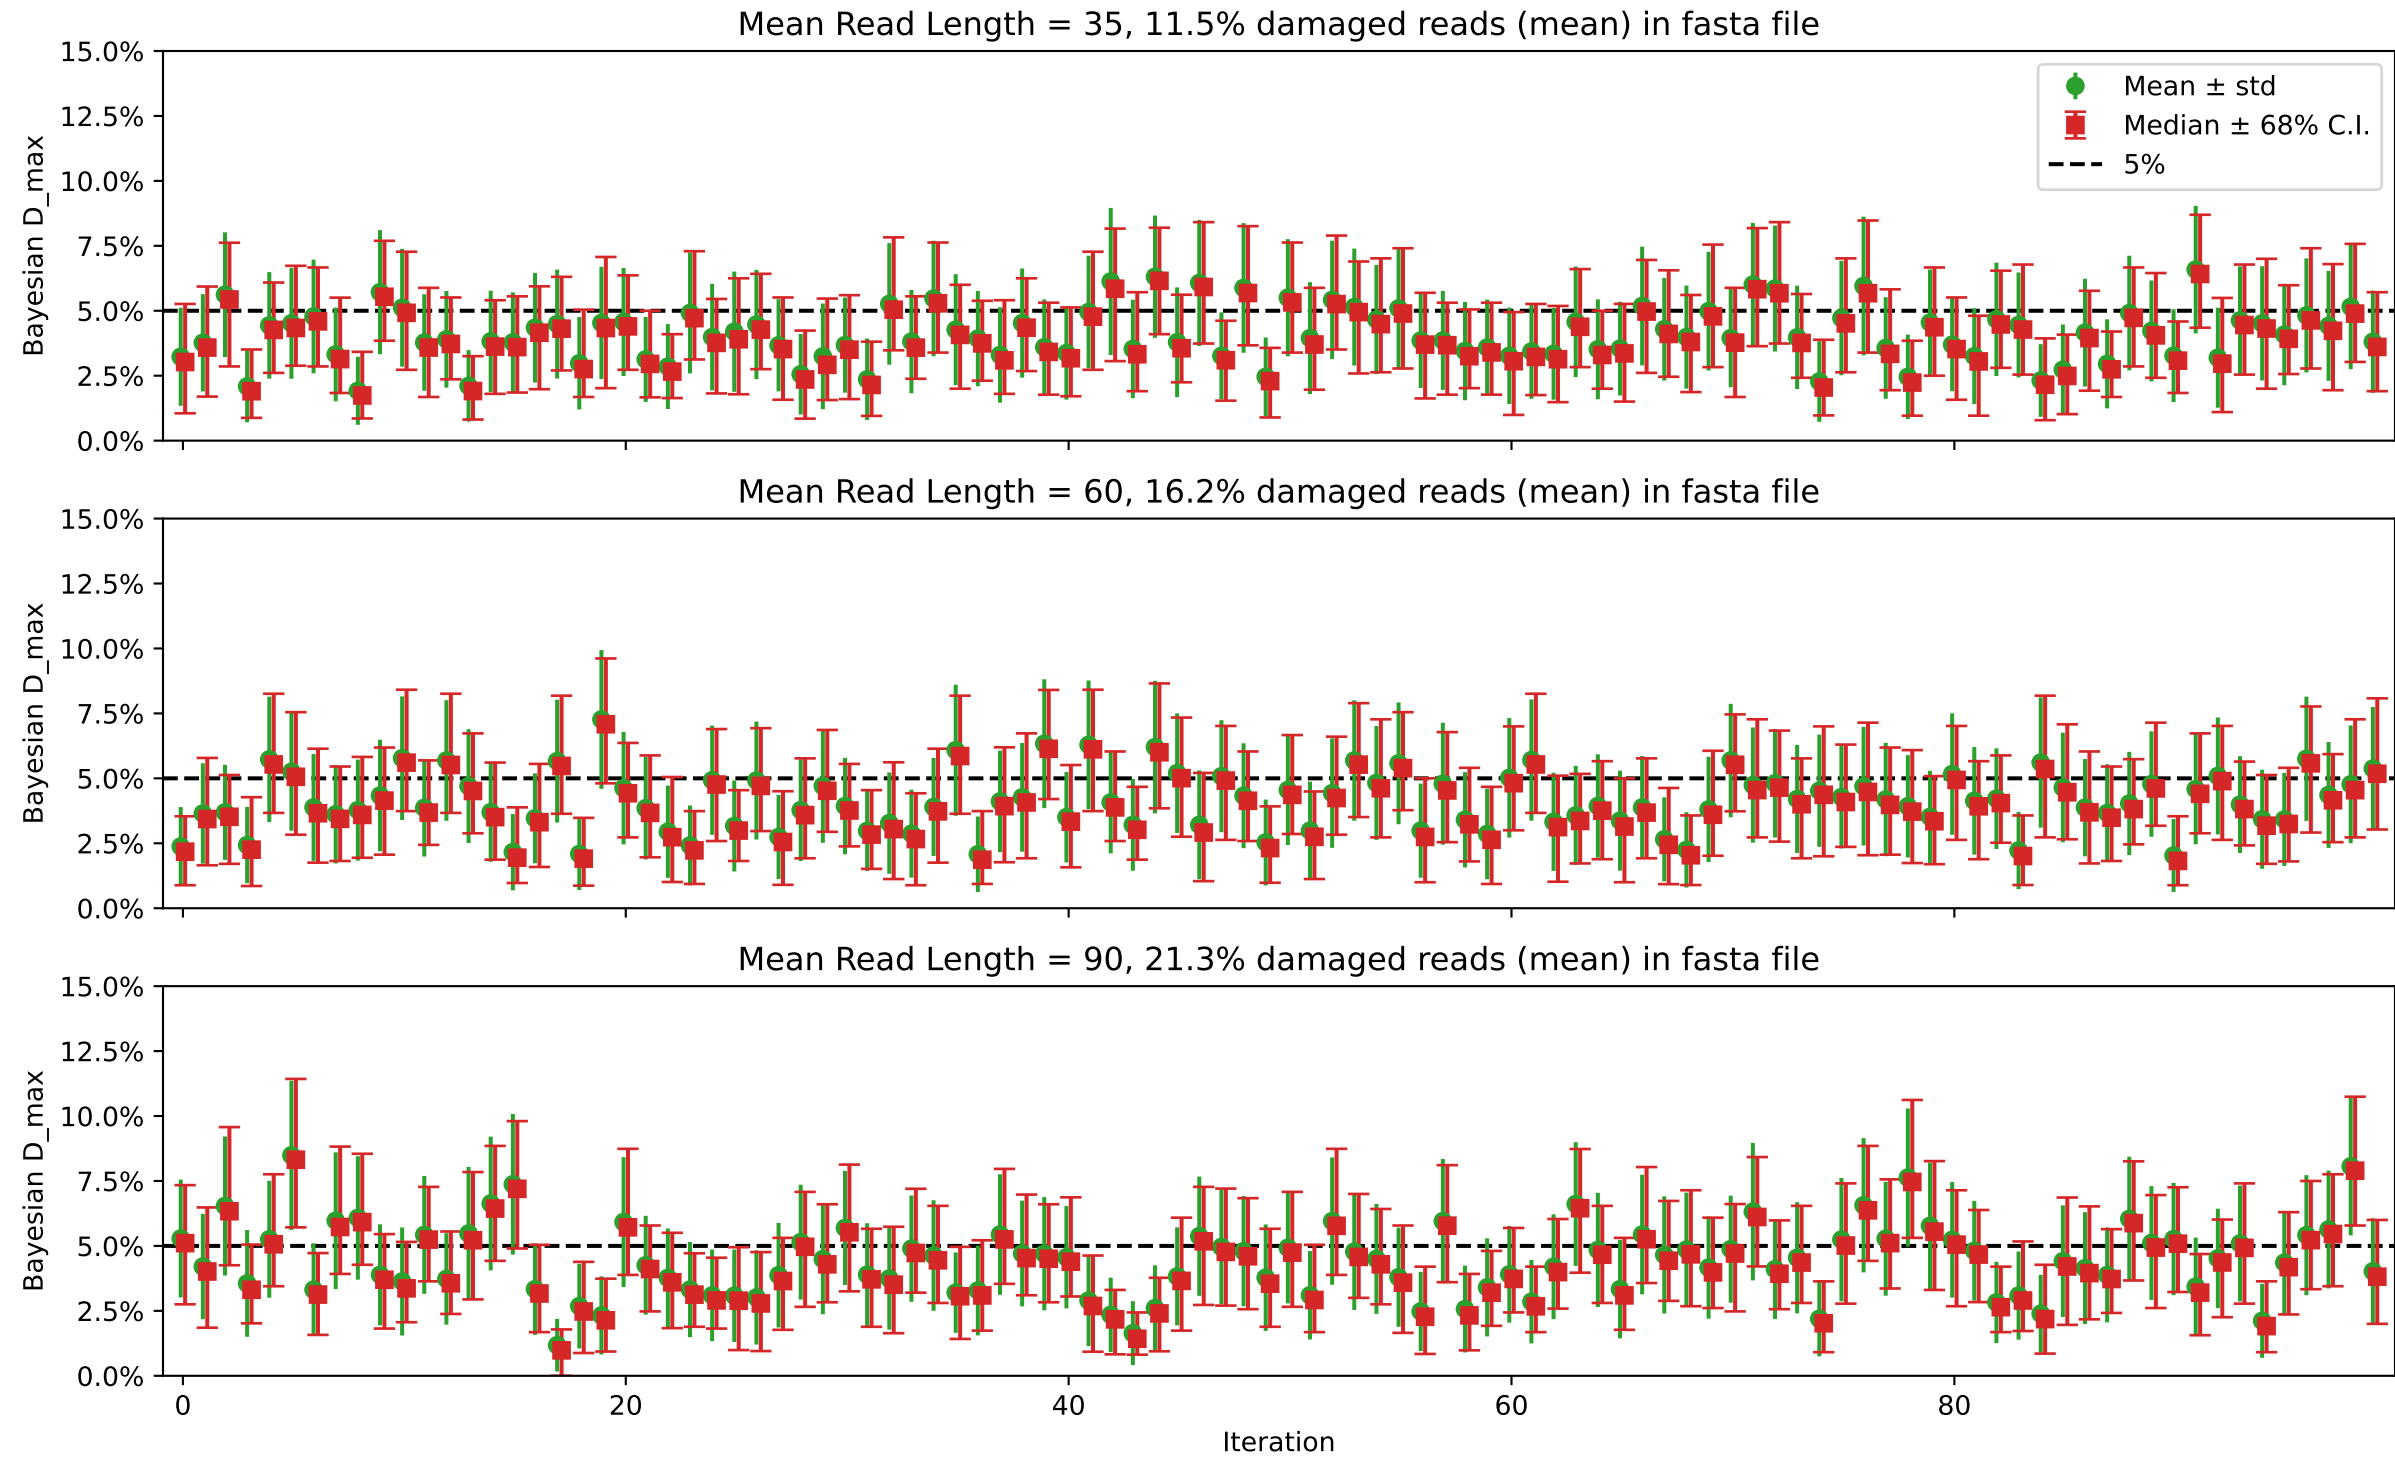 Mean Read Length = 35, 11.5% damaged reads (mean) in fasta file
15.0%
12.5%
10.0%
7.5%
5.0%
2.5%
0.0%
Bayesian D_max
Mean ± std
Median ± 68% C.I.
5%
Mean Read Length = 60, 16.2% damaged reads (mean) in fasta file
15.0%
12.5%
10.0%
7.5%
5.0%
2.5%
0.0%
Bayesian D_max
Mean Read Length = 90, 21.3% damaged reads (mean) in fasta file
15.0%
12.5%
10.0%
7.5%
5.0%
2.5%
0.0%
Bayesian D_max
0 20 40 60 80
Iteration